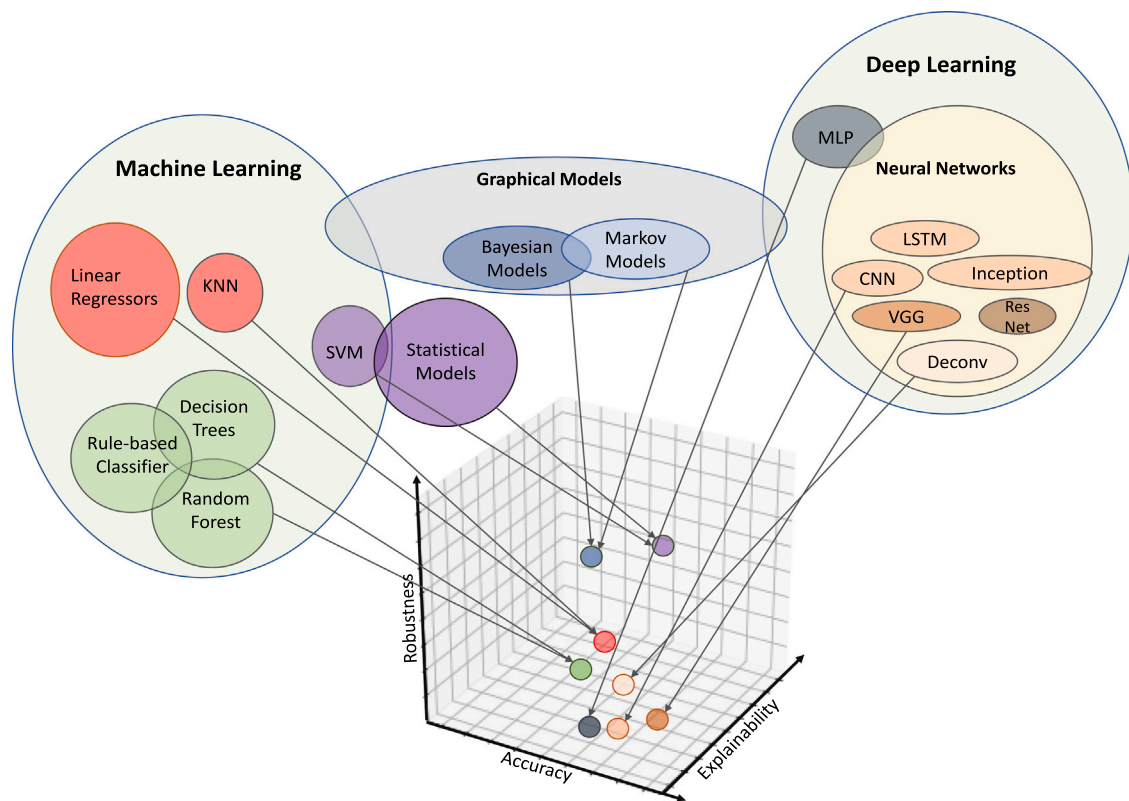 Deep Learning
MLP
Machine Learning
Graphical Models
Neural Networks
Bayesian
Models
Markov
Models
LSTM
CNN
Inception
VGG
Res
Net
Deconv
Linear
Regressors
KNN
SVM
Statistical
Models
Decision
Trees
Rule-based
Classifier
Random
Forest
Robustness
Accuracy
Explainability